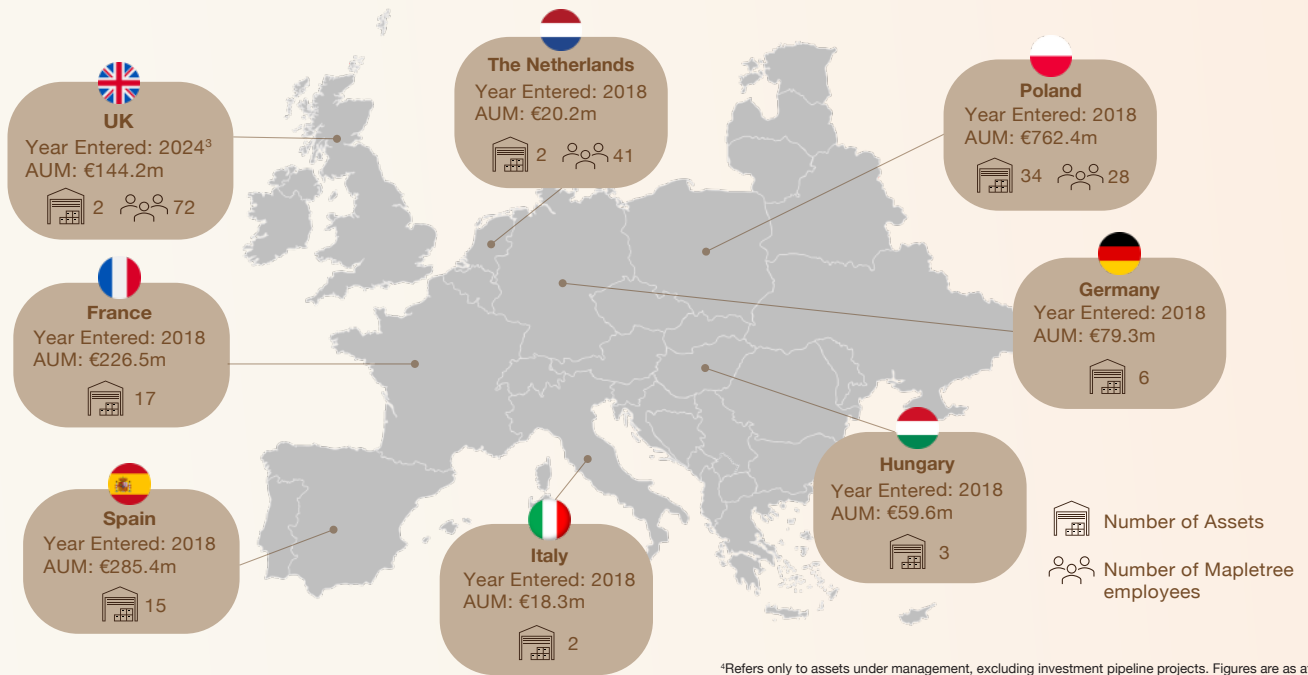 The Netherlands
Year Entered: 2018
AUM: €20.2m
2 41
Poland
Year Entered: 2018
AUM: €762.4m
34 28
UK
Year Entered: 2024³
AUM: €144.2m
2 72
Germany
Year Entered: 2018
AUM: €79.3m
6
France
Year Entered: 2018
AUM: €226.5m
17
Hungary
Year Entered: 2018
AUM: €59.6m
3
Spain
Year Entered: 2018
AUM: €285.4m
15
Italy
Year Entered: 2018
AUM: €18.3m
2
Number of Assets
Number of Mapletree
employees
⁴Refers only to assets under management, excluding investment pipeline projects. Figures are as